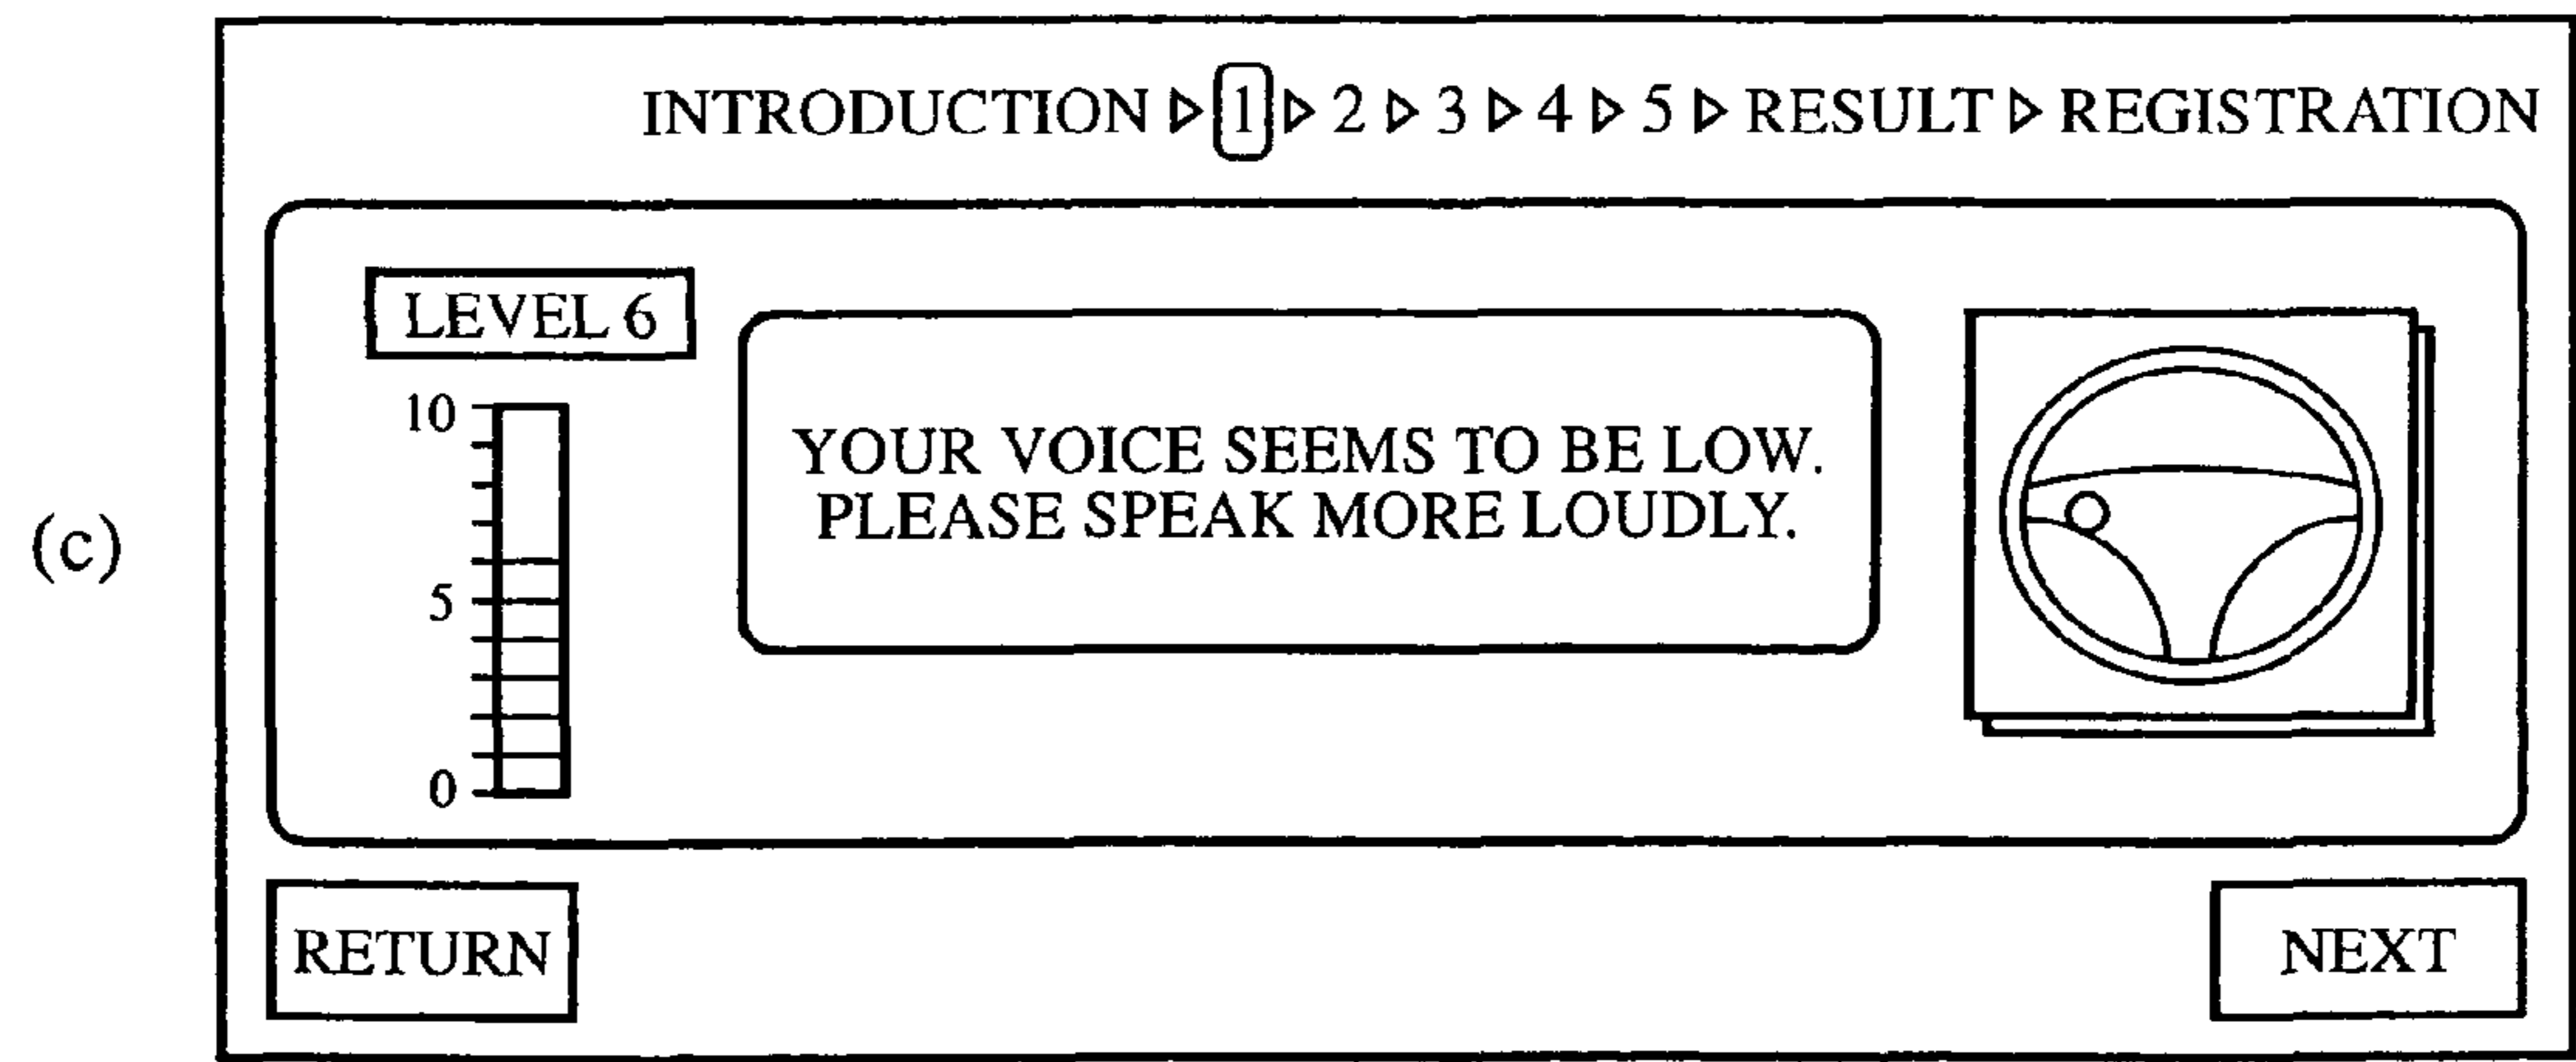 INTRODUCTION ▷ 1 ▷ 2 ▷ 3 ▷ 4 ▷ 5 ▷ RESULT ▷ REGISTRATION
LEVEL 6
10
5
0
YOUR VOICE SEEMS TO BE LOW.
PLEASE SPEAK MORE LOUDLY.
(c)
RETURN
NEXT